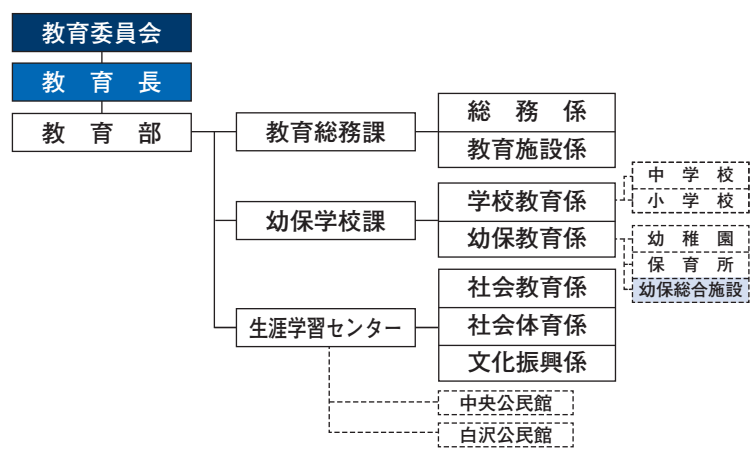 教育委員会
教育長
教育部
教育総務課
総務係
教育施設係
幼保学校課
学校教育係
中学校
小学校
幼保教育係
幼稚園
保育所
幼保総合施設
生涯学習センター
社会教育係
社会体育係
文化振興係
中央公民館
白沢公民館